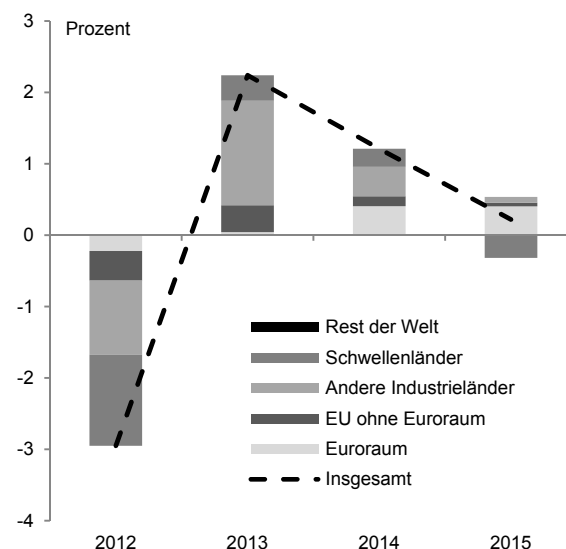 3
Prozent
2
1
0
-1
-2
-3
-4
Rest der Welt
Schwellenländer
Andere Industrieländer
EU ohne Euroraum
Euroraum
Insgesamt
2012 2013 2014 2015